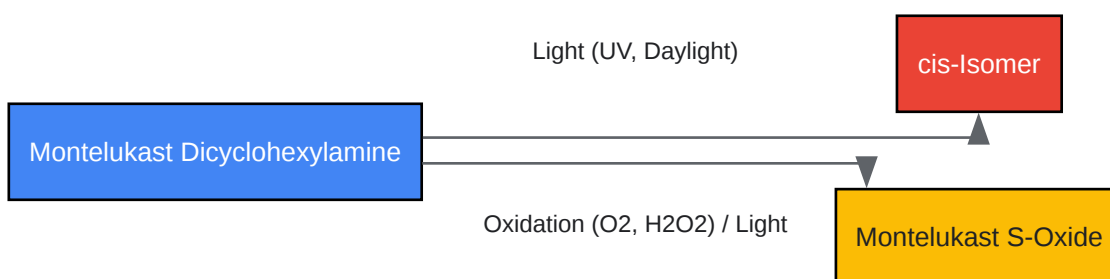 Light (UV, Daylight)
cis-Isomer
Montelukast Dicyclohexylamine
Oxidation (O2, H2O2) / Light
Montelukast S-Oxide